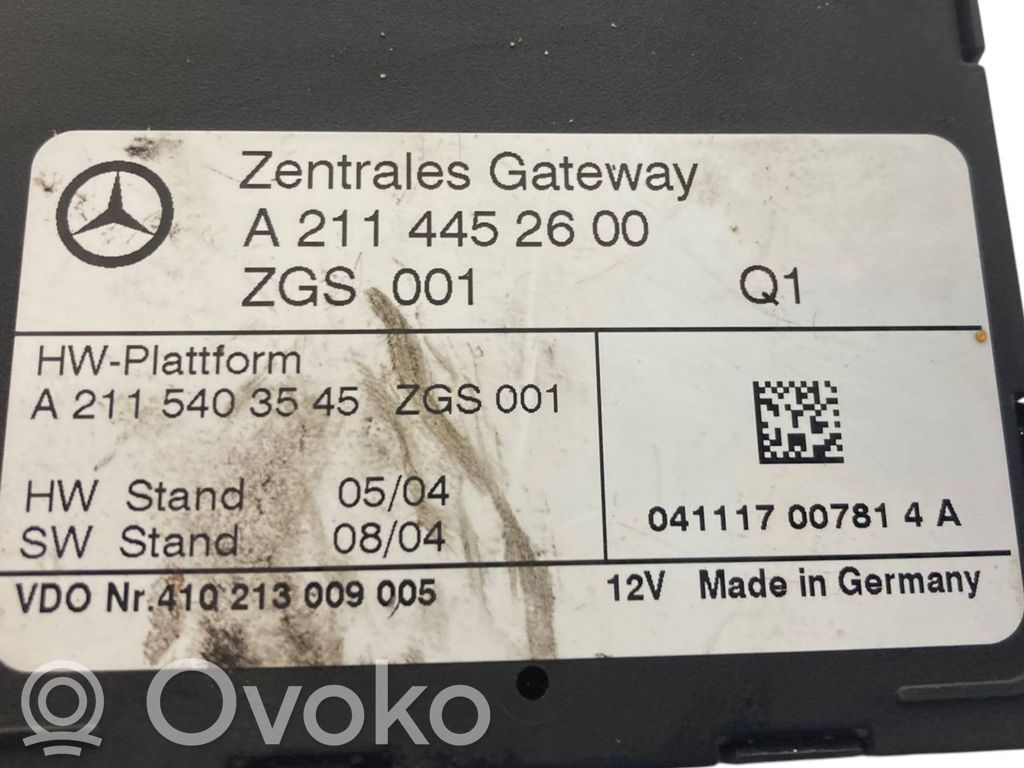 Zentrales Gateway
A 211 445 26 00
ZGS 001 Q1
HW-Plattform
A 211 540 35 45 ZGS 001
HW Stand 05/04
SW Stand 08/04
041117 00781 4 A
VDO Nr.410 213 009 005 12V Made in Germany
Ovoko